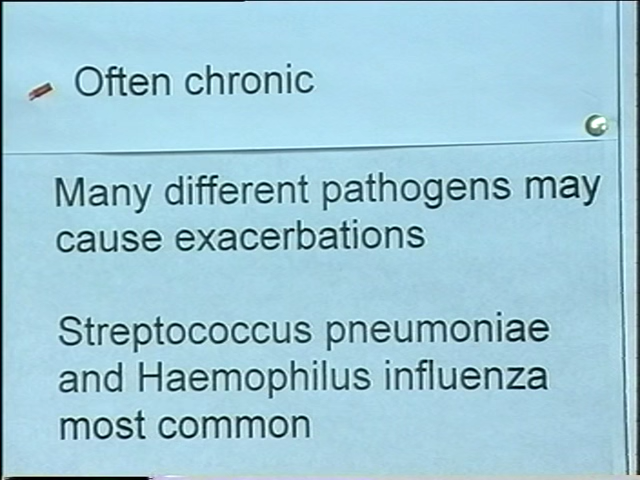 Often chronic
Many different pathogens may
cause exacerbations
Streptococcus pneumoniae
and Haemophilus influenza
most common